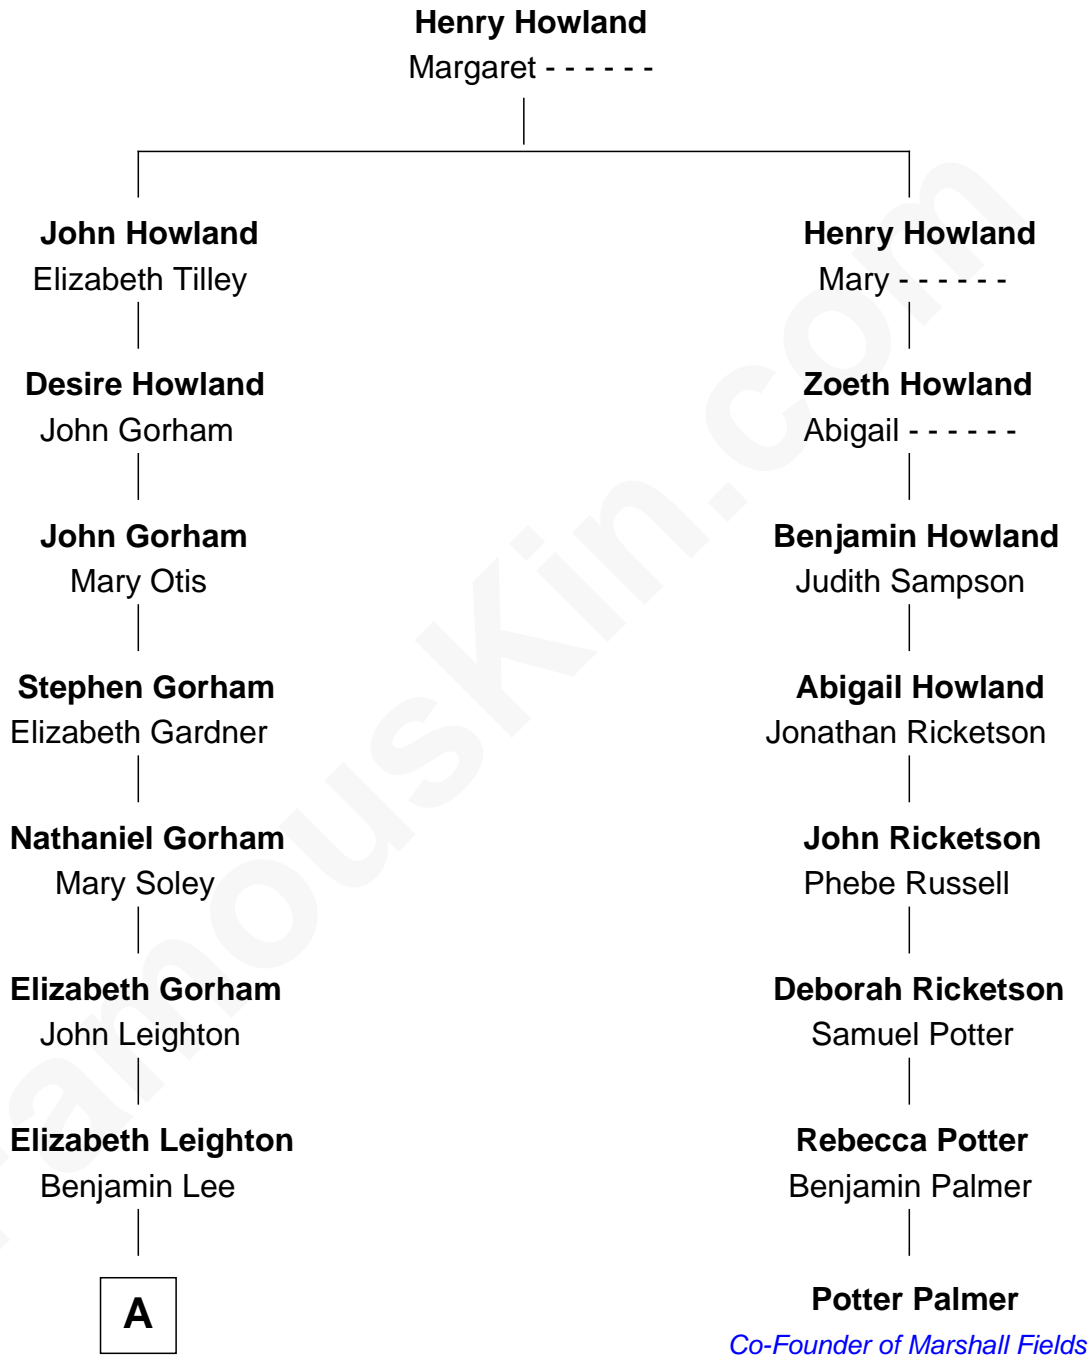 Henry Howland
Margaret - - - - - -
John Howland
Elizabeth Tilley
Henry Howland
Mary - - - - - -
Desire Howland
John Gorham
Zoeth Howland
Abigail - - - - - -
John Gorham
Mary Otis
Benjamin Howland
Judith Sampson
Stephen Gorham
Elizabeth Gardner
Abigail Howland
Jonathan Ricketson
Nathaniel Gorham
Mary Soley
John Ricketson
Phebe Russell
Elizabeth Gorham
John Leighton
Deborah Ricketson
Samuel Potter
Elizabeth Leighton
Benjamin Lee
Rebecca Potter
Benjamin Palmer
A
Potter Palmer
Co-Founder of Marshall Fields
FamousKin.com